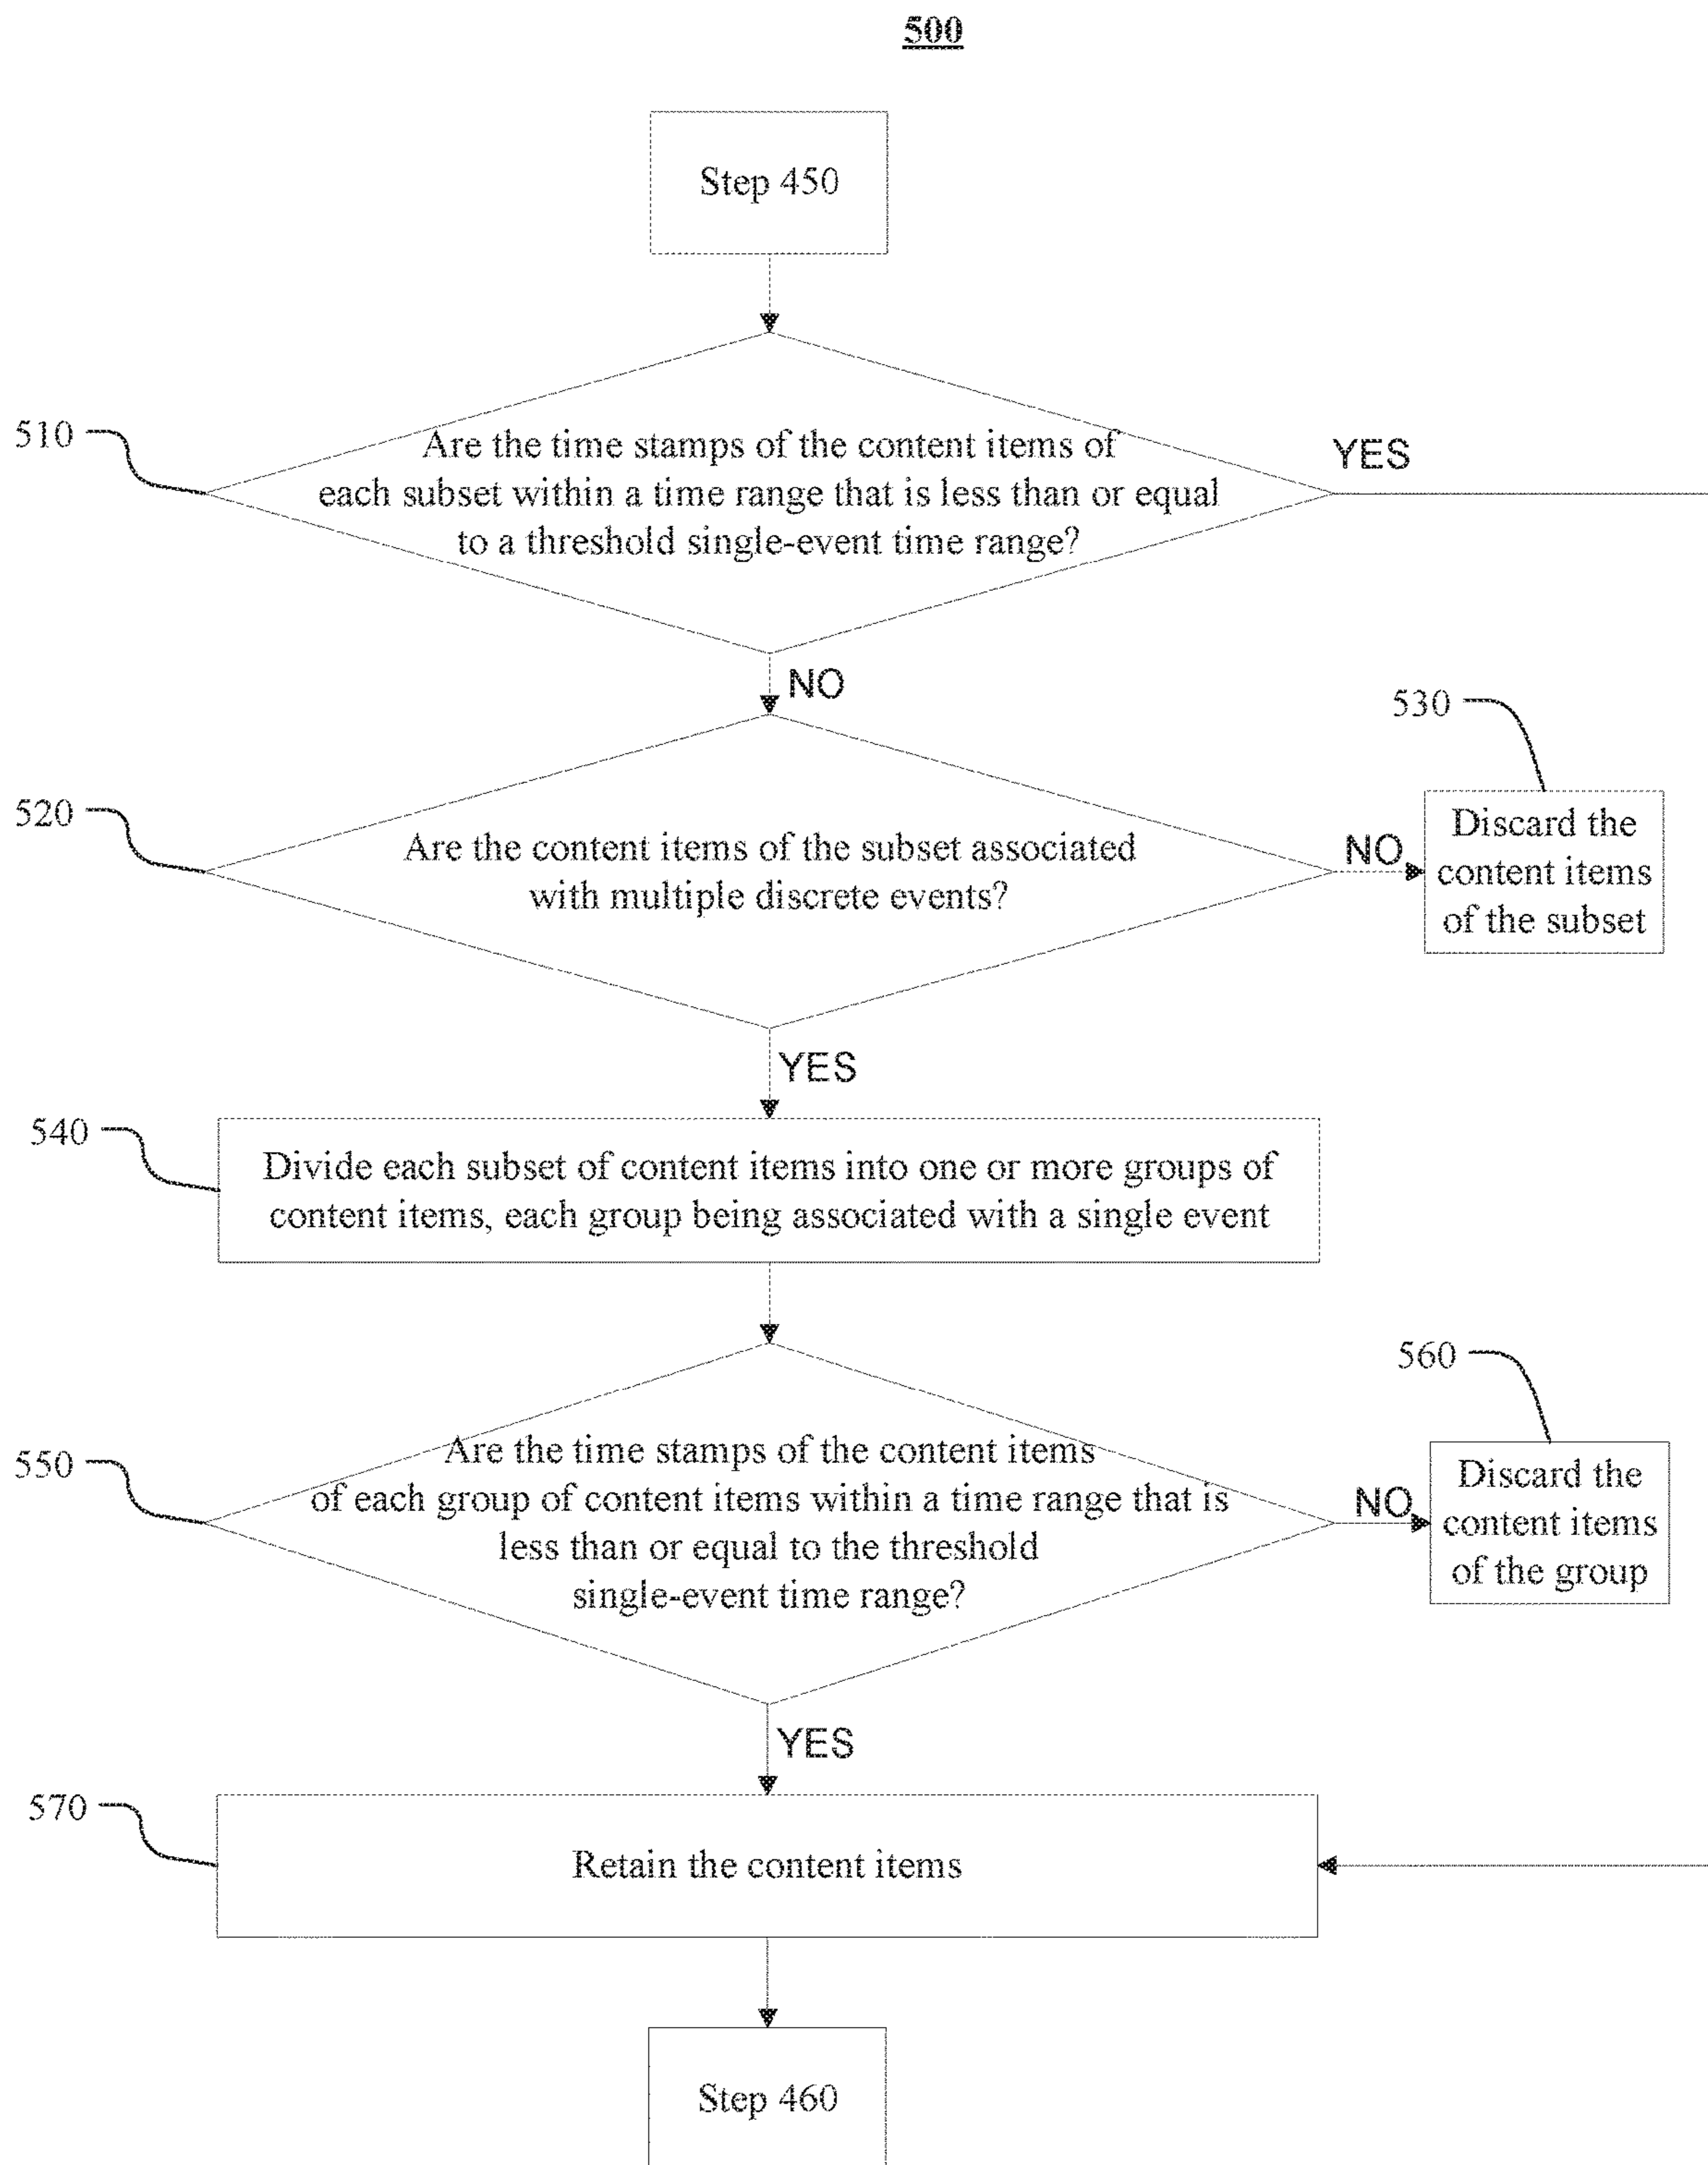 500
Step 450
510
Are the time stamps of the content items of
each subset within a time range that is less than or equal
to a threshold single-event time range?
YES
NO
530
520
Are the content items of the subset associated
with multiple discrete events?
NO
Discard the
content items
of the subset
YES
540
Divide each subset of content items into one or more groups of
content items, each group being associated with a single event
560
550
Are the time stamps of the content items
of each group of content items within a time range that is
less than or equal to the threshold
single-event time range?
NO
Discard the
content items
of the group
YES
570
Retain the content items
Step 460